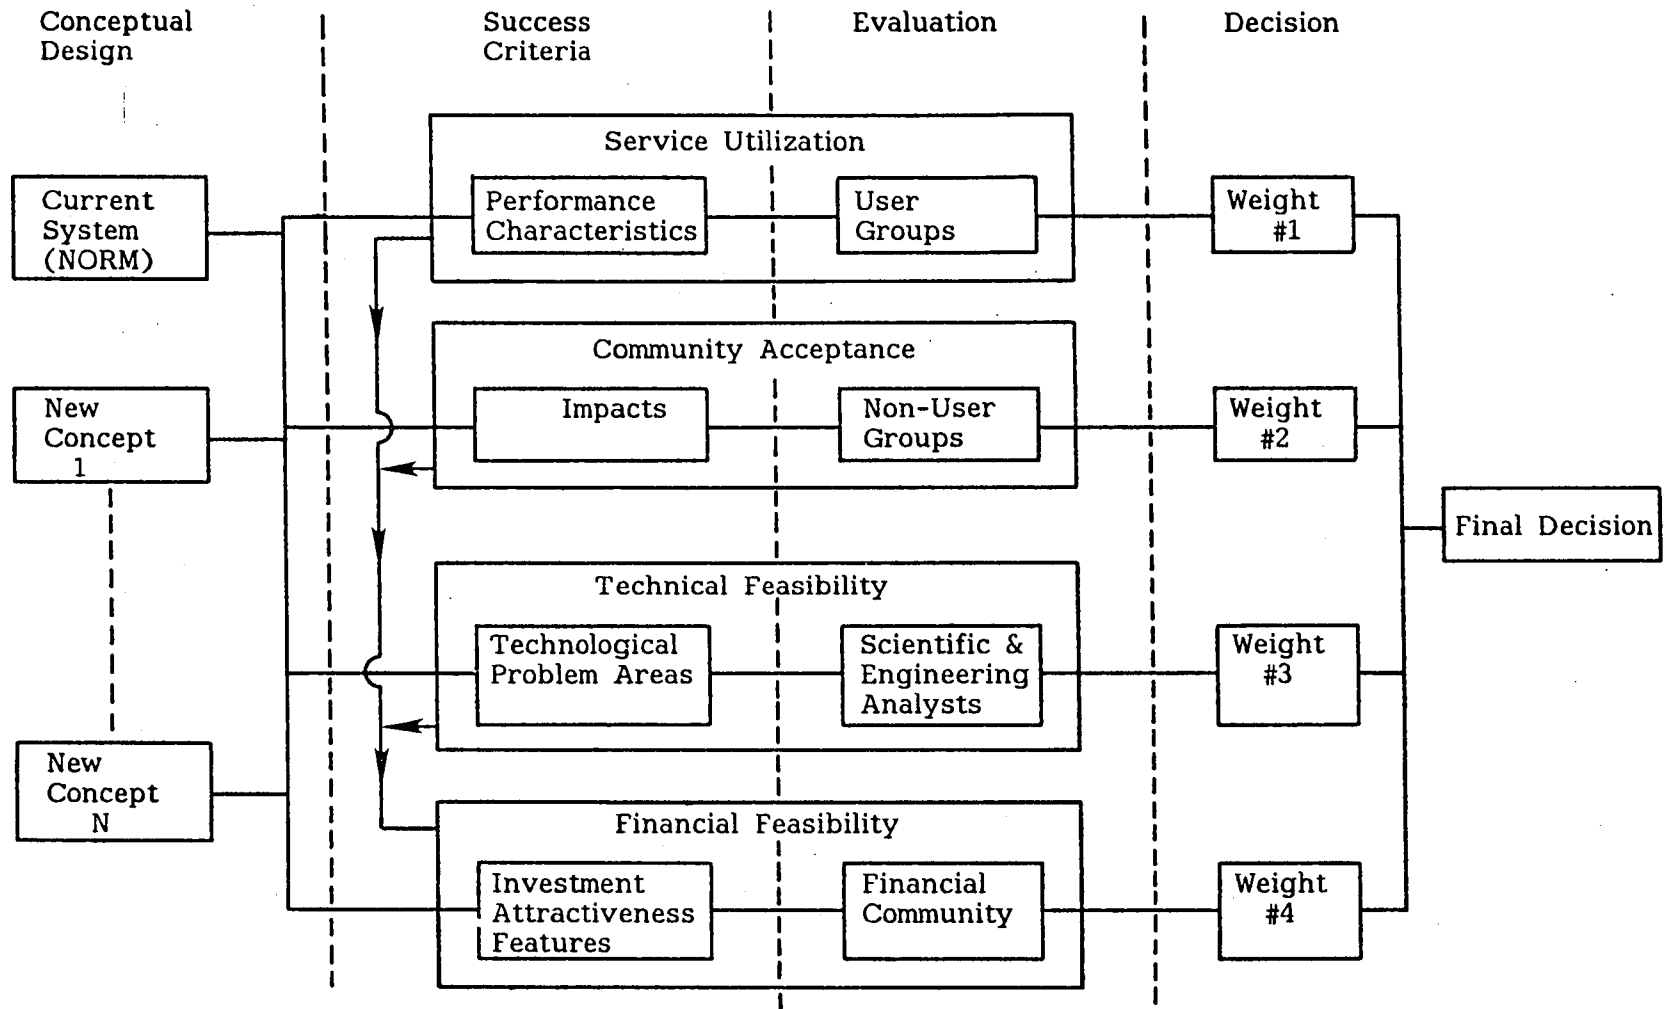 Conceptual
Design
Success
Criteria
Evaluation
Decision
Service Utilization
Current
System
(NORM)
Performance
Characteristics
User
Groups
Weight
#1
Community Acceptance
New
Concept
1
Impacts
Non-User
Groups
Weight
#2
Final Decision
Technical Feasibility
Technological
Problem Areas
Scientific &
Engineering
Analysts
Weight
#3
New
Concept
N
Financial Feasibility
Investment
Attractiveness
Features
Financial
Community
Weight
#4